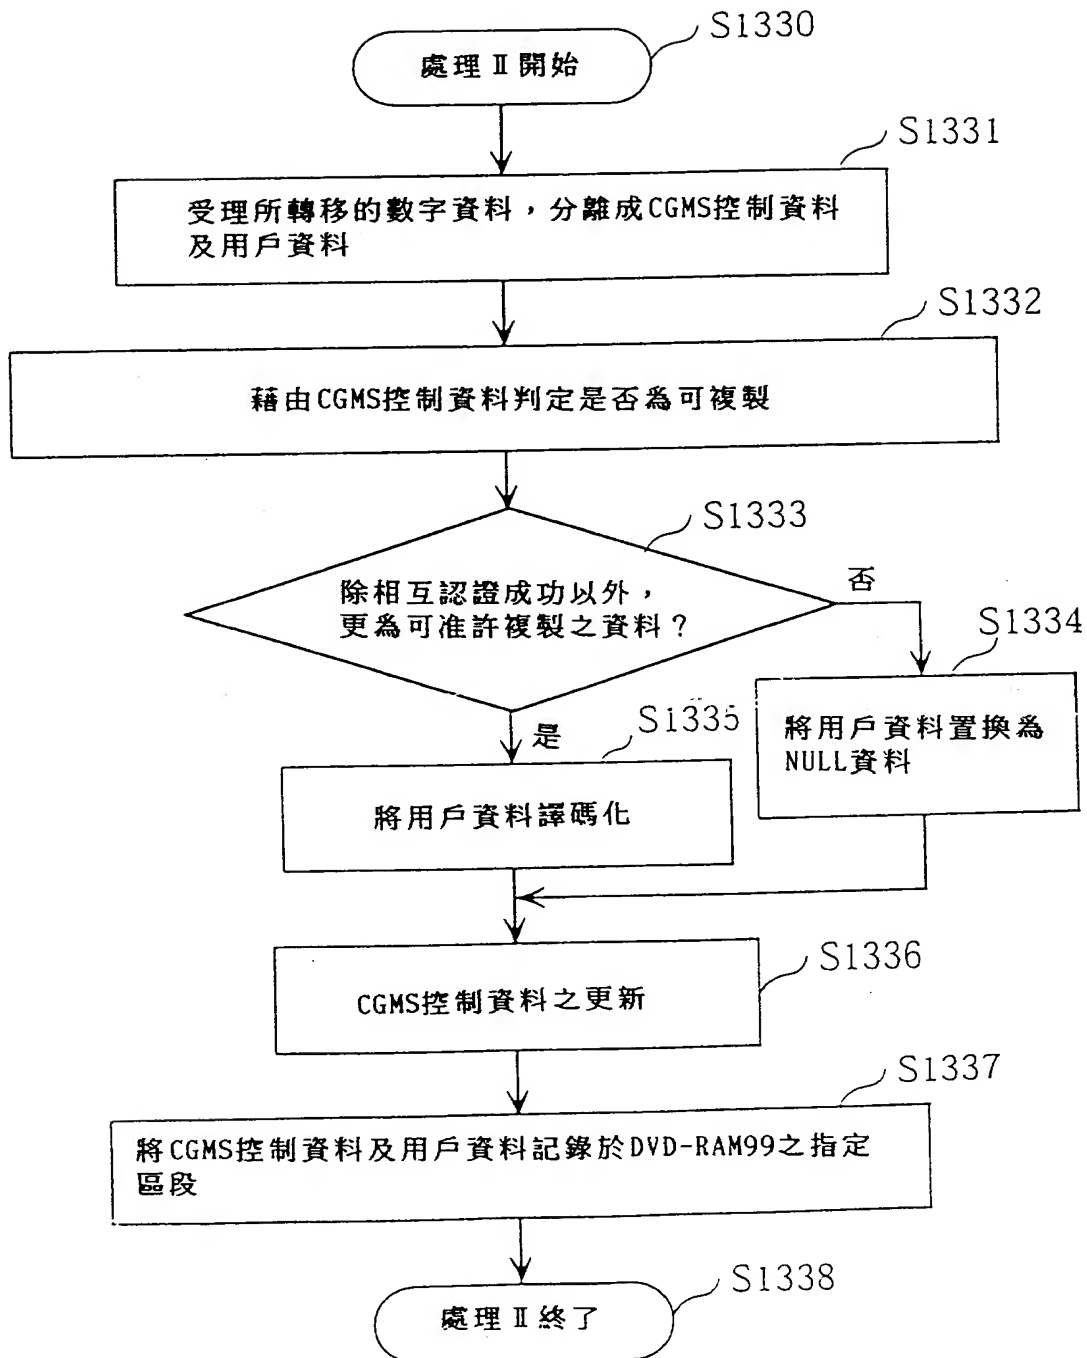 S1330
處理Ⅱ開始
S1331
受理所轉移的數字資料，分離成CGMS控制資料
及用戶資料
S1332
藉由CGMS控制資料判定是否為可複製
S1333
除相互認證成功以外，
更為可准許複製之資料？
否
S1334
將用戶資料置換為
NULL資料
是
S1335
將用戶資料譯碼化
S1336
CGMS控制資料之更新
S1337
將CGMS控制資料及用戶資料記錄於DVD-RAM99之指定
區段
S1338
處理Ⅱ終了